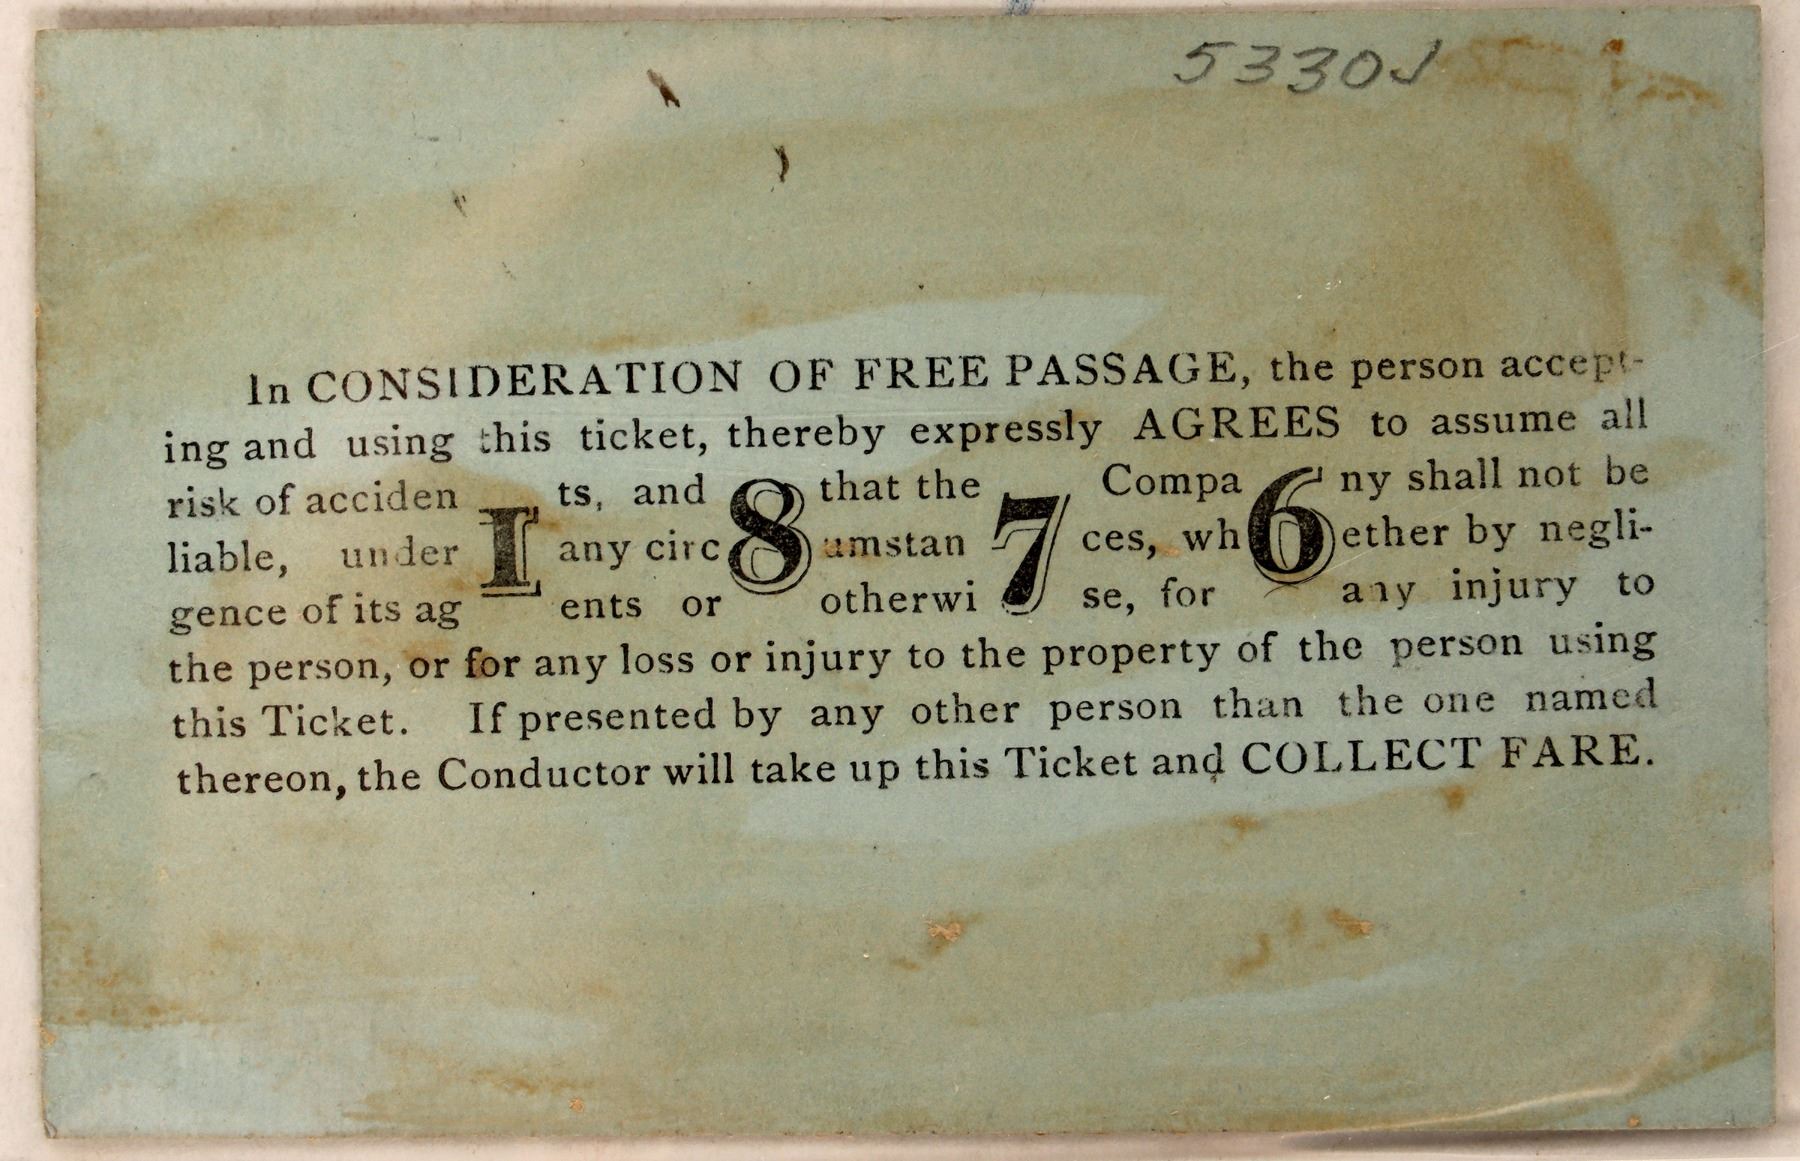 5330
In CONSIDERATION OF FREE PASSAGE, the person accept-
ing and using this ticket, thereby expressly AGREES to assume all
risk of acciden ts, and that the Compa ny shall not be
liable, under 1 any circ 8 umstan 7 ces, wh 6 ether by negli-
gence of its ag ents or otherwi se, for any injury to
the person, or for any loss or injury to the property of the person using
this Ticket. If presented by any other person than the one named
thereon, the Conductor will take up this Ticket and COLLECT FARE.